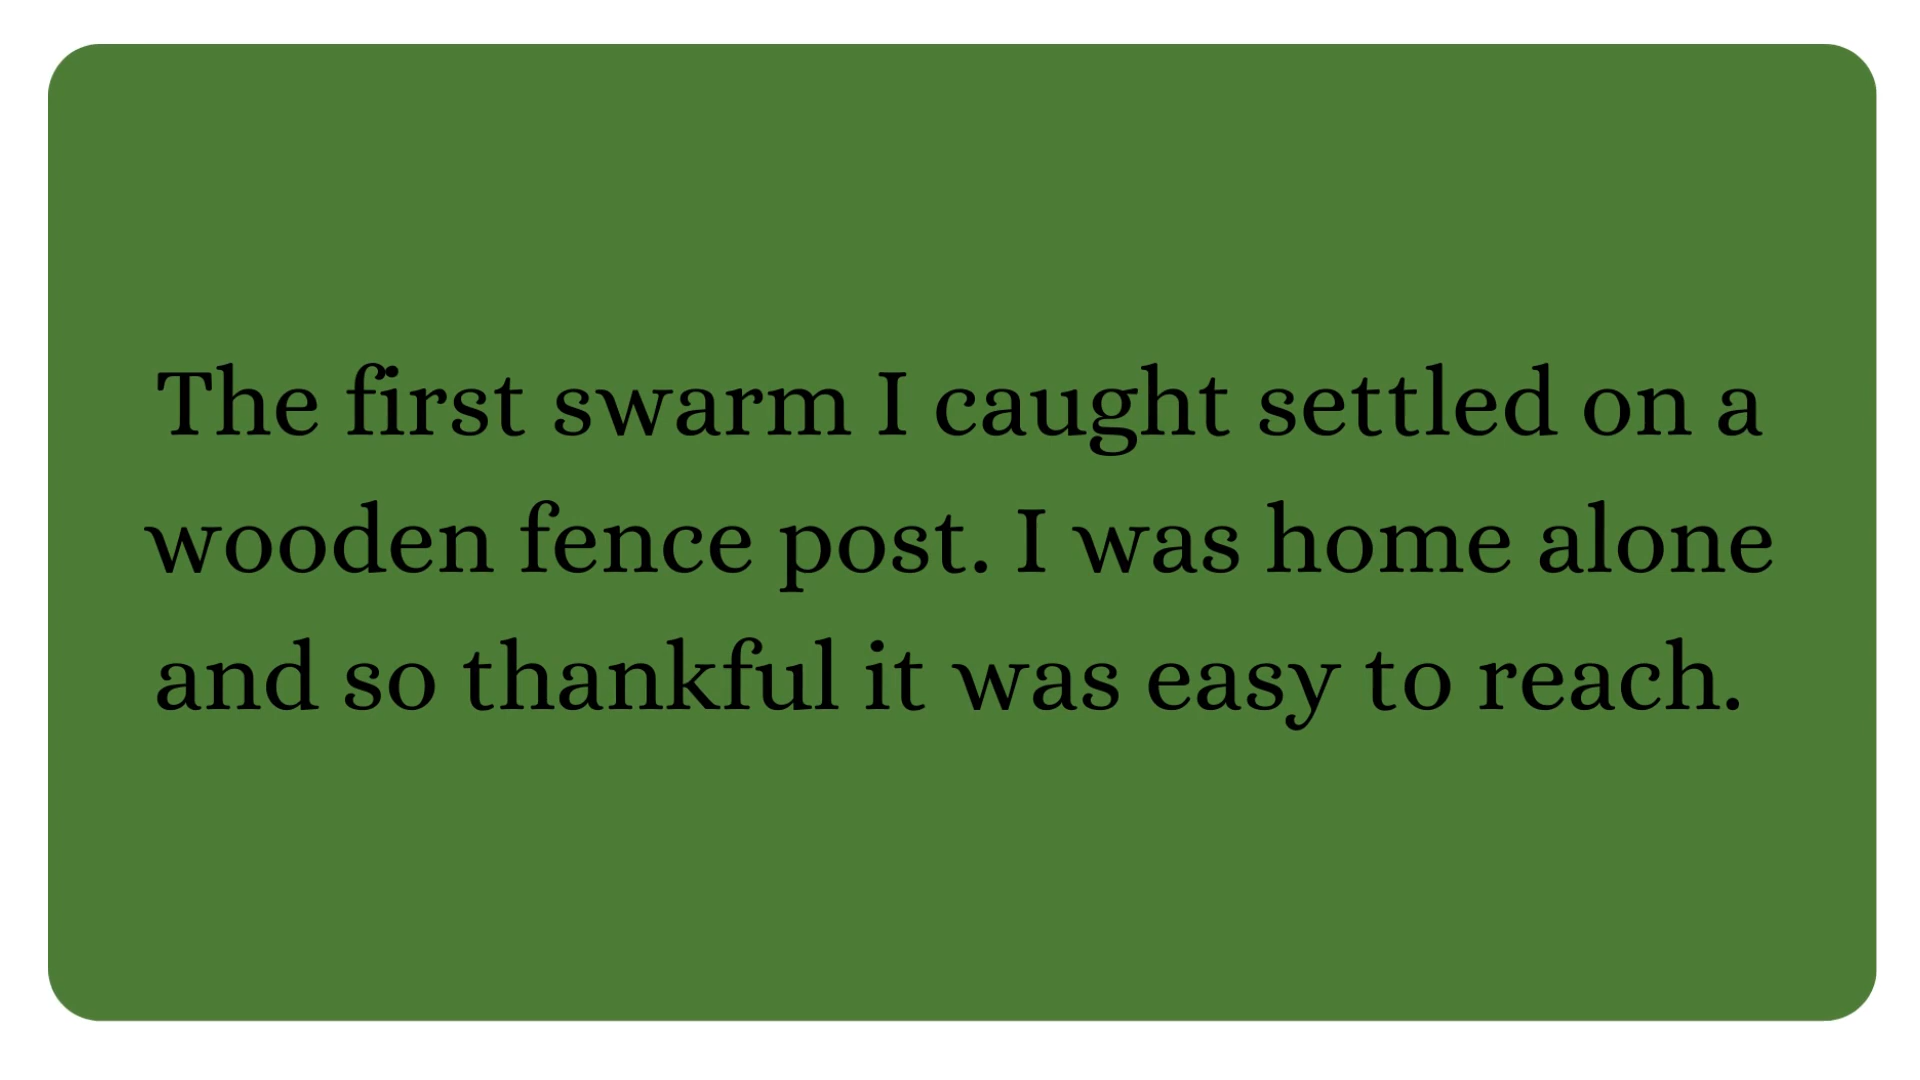 The first swarm I caught settled on a
wooden fence post. I was home alone
and so thankful it was easy to reach.